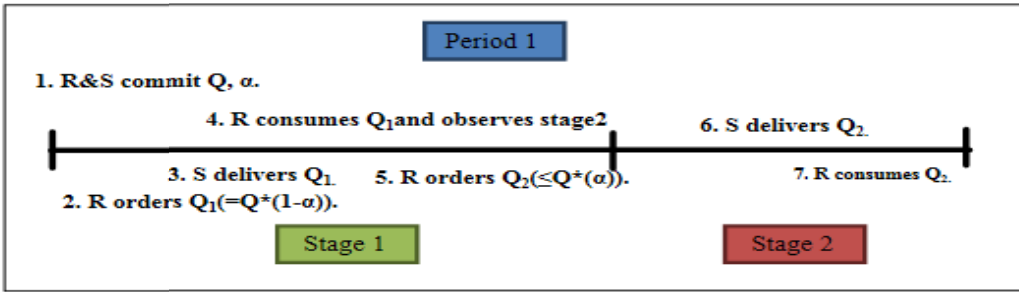 Period 1
1. R&S commit Q, α.
4. R consumes Q₁and observes stage2
6. S delivers Q₂.
3. S delivers Q₁.
5. R orders Q₂(≤Q*(α)).
7. R consumes Q₂.
2. R orders Q₁(=Q*(1-α)).
Stage 1
Stage 2